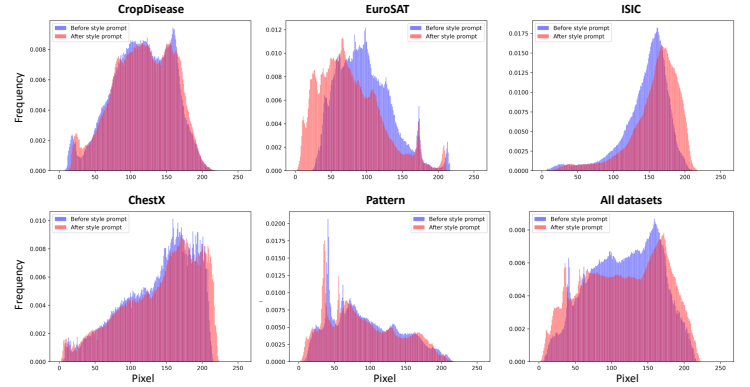 CropDisease
EuroSAT
ISIC
Frequency
0.008
0.006
0.004
0.002
0.000
Before style prompt
After style prompt
0 50 100 150 200 250
0.012
0.010
0.008
0.006
0.004
0.002
0.000
Before style prompt
After style prompt
0 50 100 150 200 250
0.0175
0.0150
0.0125
0.0100
0.0075
0.0050
0.0025
0.0000
Before style prompt
After style prompt
0 50 100 150 200 250
ChestX
Pattern
All datasets
Frequency
0.010
0.008
0.006
0.004
0.002
0.000
Before style prompt
After style prompt
0 50 100 150 200 250
Pixel
0.0200
0.0175
0.0150
0.0125
0.0100
0.0075
0.0050
0.0025
0.0000
Before style prompt
After style prompt
0 50 100 150 200 250
Pixel
0.008
0.006
0.004
0.002
0.000
Before style prompt
After style prompt
0 50 100 150 200 250
Pixel